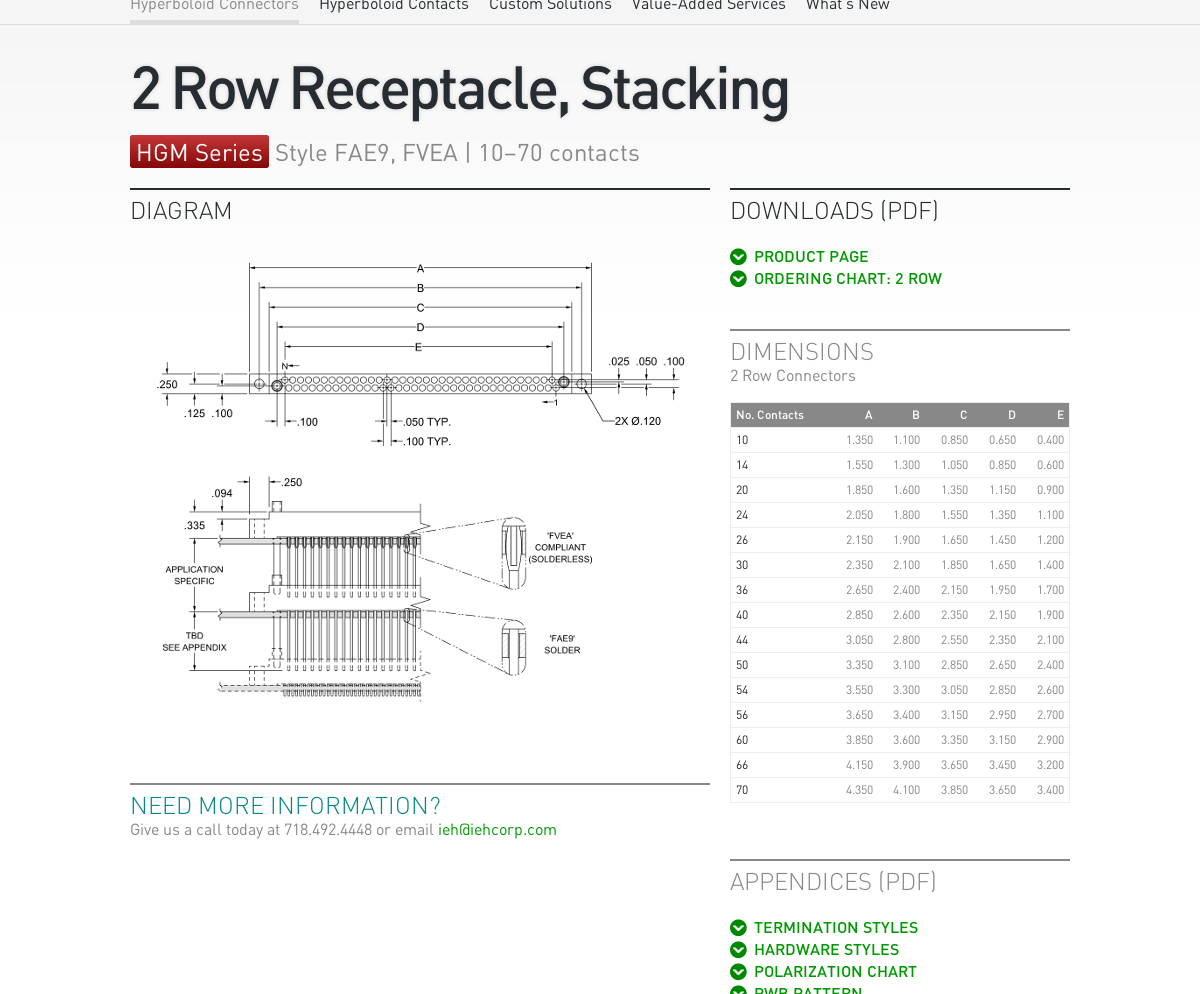 Hyperboloid Connectors Hyperboloid Contacts Custom Solutions Value-Added Services What's New
2 Row Receptacle, Stacking
HGM Series Style FAE9, FVEA | 10–70 contacts
DIAGRAM
A
B
C
D
E
N
.025 .050 .100
.250
.125 .100
1
.100
.050 TYP.
2X Ø.120
.100 TYP.
.250
.094
.335
'FVEA'
COMPLIANT
(SOLDERLESS)
APPLICATION
SPECIFIC
TBD
SEE APPENDIX
'FAE9'
SOLDER
NEED MORE INFORMATION?
Give us a call today at 718.492.4448 or email ieh@iehcorp.com
DOWNLOADS (PDF)
PRODUCT PAGE
ORDERING CHART: 2 ROW
DIMENSIONS
2 Row Connectors
No. Contacts A B C D E
10 1.350 1.100 0.850 0.650 0.400
14 1.550 1.300 1.050 0.850 0.600
20 1.850 1.600 1.350 1.150 0.900
24 2.050 1.800 1.550 1.350 1.100
26 2.150 1.900 1.650 1.450 1.200
30 2.350 2.100 1.850 1.650 1.400
36 2.650 2.400 2.150 1.950 1.700
40 2.850 2.600 2.350 2.150 1.900
44 3.050 2.800 2.550 2.350 2.100
50 3.350 3.100 2.850 2.650 2.400
54 3.550 3.300 3.050 2.850 2.600
56 3.650 3.400 3.150 2.950 2.700
60 3.850 3.600 3.350 3.150 2.900
66 4.150 3.900 3.650 3.450 3.200
70 4.350 4.100 3.850 3.650 3.400
APPENDICES (PDF)
TERMINATION STYLES
HARDWARE STYLES
POLARIZATION CHART
PWB PATTERN